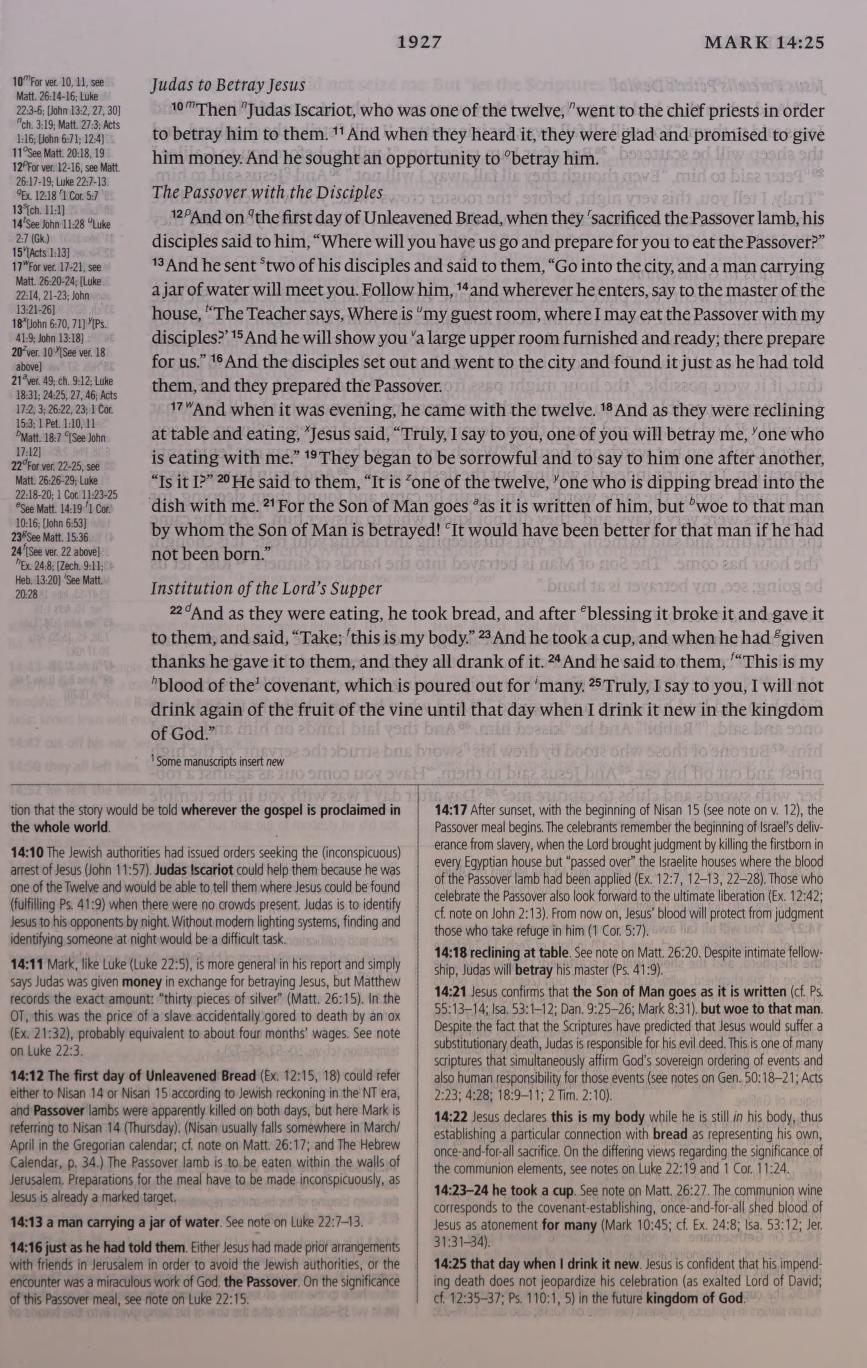 1927
MARK 14:25
10 mFor ver. 10, 11, see
Matt. 26:14-16; Luke
22:3-6; [John 13:2, 27, 30]
nch. 3:19; Matt. 27:3; Acts
1:16; [John 6:71; 12:4]
11 oSee Matt. 20:18, 19
12 pFor ver. 12-16, see Matt.
26:17-19; Luke 22:7-13
qEx. 12:18 r1 Cor. 5:7
13 s[ch. 11:1]
14 tSee John 11:28 uLuke
2:7 (Gk.)
15 v[Acts 1:13]
17 wFor ver. 17-21, see
Matt. 26:20-24; [Luke
22:14, 21-23; John
13:21-26]
18 x[John 6:70, 71] y[Ps.
41:9; John 13:18]
20 zver. 10 y[See ver. 18
above]
21 aver. 49; ch. 9:12; Luke
18:31; 24:25, 27, 46; Acts
17:2, 3; 26:22, 23; 1 Cor.
15:3; 1 Pet. 1:10, 11
bMatt. 18:7 c[See John
17:12]
22 dFor ver. 22-25, see
Matt. 26:26-29; Luke
22:18-20; 1 Cor. 11:23-25
eSee Matt. 14:19 f1 Cor.
10:16; [John 6:53]
23 gSee Matt. 15:36
24 f[See ver. 22 above]
hEx. 24:8; [Zech. 9:11;
Heb. 13:20] iSee Matt.
20:28
Judas to Betray Jesus
10 mThen nJudas Iscariot, who was one of the twelve, nwent to the chief priests in order
to betray him to them. 11 And when they heard it, they were glad and promised to give
him money. And he sought an opportunity to obetray him.
The Passover with the Disciples
12 pAnd on qthe first day of Unleavened Bread, when they rsacrificed the Passover lamb, his
disciples said to him, “Where will you have us go and prepare for you to eat the Passover?”
13 And he sent stwo of his disciples and said to them, “Go into the city, and a man carrying
a jar of water will meet you. Follow him, 14 and wherever he enters, say to the master of the
house, t‘The Teacher says, Where is umy guest room, where I may eat the Passover with my
disciples?’ 15 And he will show you va large upper room furnished and ready; there prepare
for us.” 16 And the disciples set out and went to the city and found it just as he had told
them, and they prepared the Passover.
17 wAnd when it was evening, he came with the twelve. 18 And as they were reclining
at table and eating, xJesus said, “Truly, I say to you, one of you will betray me, yone who
is eating with me.” 19 They began to be sorrowful and to say to him one after another,
“Is it I?” 20 He said to them, “It is zone of the twelve, yone who is dipping bread into the
dish with me. 21 For the Son of Man goes aas it is written of him, but bwoe to that man
by whom the Son of Man is betrayed! cIt would have been better for that man if he had
not been born.”
Institution of the Lord’s Supper
22 dAnd as they were eating, he took bread, and after eblessing it broke it and gave it
to them, and said, “Take; fthis is my body.” 23 And he took a cup, and when he had ggiven
thanks he gave it to them, and they all drank of it. 24 And he said to them, f“This is my
hblood of the1 covenant, which is poured out for imany. 25 Truly, I say to you, I will not
drink again of the fruit of the vine until that day when I drink it new in the kingdom
of God.”
1 Some manuscripts insert new
tion that the story would be told wherever the gospel is proclaimed in
the whole world.
14:10 The Jewish authorities had issued orders seeking the (inconspicuous)
arrest of Jesus (John 11:57). Judas Iscariot could help them because he was
one of the Twelve and would be able to tell them where Jesus could be found
(fulfilling Ps. 41:9) when there were no crowds present. Judas is to identify
Jesus to his opponents by night. Without modern lighting systems, finding and
identifying someone at night would be a difficult task.
14:11 Mark, like Luke (Luke 22:5), is more general in his report and simply
says Judas was given money in exchange for betraying Jesus, but Matthew
records the exact amount: “thirty pieces of silver” (Matt. 26:15). In the
OT, this was the price of a slave accidentally gored to death by an ox
(Ex. 21:32), probably equivalent to about four months’ wages. See note
on Luke 22:3.
14:12 The first day of Unleavened Bread (Ex. 12:15, 18) could refer
either to Nisan 14 or Nisan 15 according to Jewish reckoning in the NT era,
and Passover lambs were apparently killed on both days, but here Mark is
referring to Nisan 14 (Thursday). (Nisan usually falls somewhere in March/
April in the Gregorian calendar; cf. note on Matt. 26:17; and The Hebrew
Calendar, p. 34.) The Passover lamb is to be eaten within the walls of
Jerusalem. Preparations for the meal have to be made inconspicuously, as
Jesus is already a marked target.
14:13 a man carrying a jar of water. See note on Luke 22:7–13.
14:16 just as he had told them. Either Jesus had made prior arrangements
with friends in Jerusalem in order to avoid the Jewish authorities, or the
encounter was a miraculous work of God. the Passover. On the significance
of this Passover meal, see note on Luke 22:15.
14:17 After sunset, with the beginning of Nisan 15 (see note on v. 12), the
Passover meal begins. The celebrants remember the beginning of Israel’s deliv-
erance from slavery, when the Lord brought judgment by killing the firstborn in
every Egyptian house but “passed over” the Israelite houses where the blood
of the Passover lamb had been applied (Ex. 12:7, 12–13, 22–28). Those who
celebrate the Passover also look forward to the ultimate liberation (Ex. 12:42;
cf. note on John 2:13). From now on, Jesus’ blood will protect from judgment
those who take refuge in him (1 Cor. 5:7).
14:18 reclining at table. See note on Matt. 26:20. Despite intimate fellow-
ship, Judas will betray his master (Ps. 41:9).
14:21 Jesus confirms that the Son of Man goes as it is written (cf. Ps.
55:13–14; Isa. 53:1–12; Dan. 9:25–26; Mark 8:31). but woe to that man.
Despite the fact that the Scriptures have predicted that Jesus would suffer a
substitutionary death, Judas is responsible for his evil deed. This is one of many
scriptures that simultaneously affirm God’s sovereign ordering of events and
also human responsibility for those events (see notes on Gen. 50:18–21; Acts
2:23; 4:28; 18:9–11; 2 Tim. 2:10).
14:22 Jesus declares this is my body while he is still in his body, thus
establishing a particular connection with bread as representing his own,
once-and-for-all sacrifice. On the differing views regarding the significance of
the communion elements, see notes on Luke 22:19 and 1 Cor. 11:24.
14:23–24 he took a cup. See note on Matt. 26:27. The communion wine
corresponds to the covenant-establishing, once-and-for-all shed blood of
Jesus as atonement for many (Mark 10:45; cf. Ex. 24:8; Isa. 53:12; Jer.
31:31–34).
14:25 that day when I drink it new. Jesus is confident that his impend-
ing death does not jeopardize his celebration (as exalted Lord of David;
cf. 12:35–37; Ps. 110:1, 5) in the future kingdom of God.